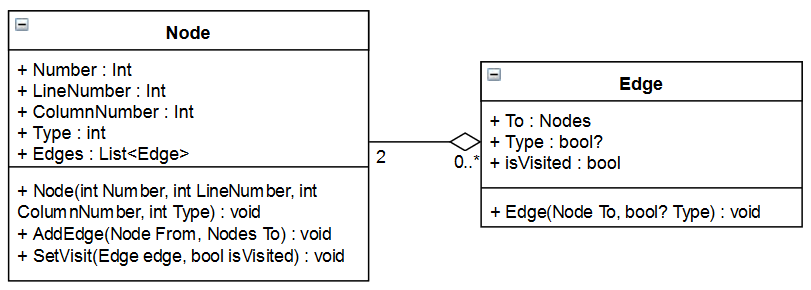 Node
+ Number : Int
+ LineNumber : Int
+ ColumnNumber : Int
+ Type : int
+ Edges : List<Edge>
+ Node(int Number, int LineNumber, int
ColumnNumber, int Type) : void
+ AddEdge(Node From, Nodes To) : void
+ SetVisit(Edge edge, bool isVisited) : void
2
0..*
Edge
+ To : Nodes
+ Type : bool?
+ isVisited : bool
+ Edge(Node To, bool? Type) : void